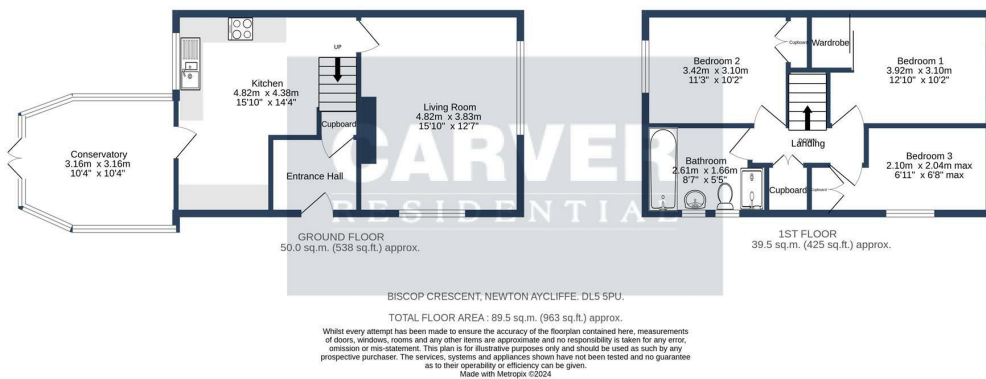 Kitchen
4.82m x 4.38m
15'10" x 14'4"
UP
Cupboard
Living Room
4.82m x 3.83m
15'10" x 12'7"
Conservatory
3.16m x 3.16m
10'4" x 10'4"
Entrance Hall
GROUND FLOOR
50.0 sq.m. (538 sq.ft.) approx.
Bedroom 2
3.42m x 3.10m
11'3" x 10'2"
Cupboard
Wardrobe
Bedroom 1
3.92m x 3.10m
12'10" x 10'2"
DOWN
Landing
Bathroom
2.61m x 1.66m
8'7" x 5'5"
Cupboard
Cupboard
Bedroom 3
2.10m x 2.04m max
6'11" x 6'8" max
1ST FLOOR
39.5 sq.m. (425 sq.ft.) approx.
CARVER
RESIDENTIAL
BISCOP CRESCENT, NEWTON AYCLIFFE. DL5 5PU.
TOTAL FLOOR AREA : 89.5 sq.m. (963 sq.ft.) approx.
Whilst every attempt has been made to ensure the accuracy of the floorplan contained here, measurements
of doors, windows, rooms and any other items are approximate and no responsibility is taken for any error,
omission or mis-statement. This plan is for illustrative purposes only and should be used as such by any
prospective purchaser. The services, systems and appliances shown have not been tested and no guarantee
as to their operability or efficiency can be given.
Made with Metropix ©2024